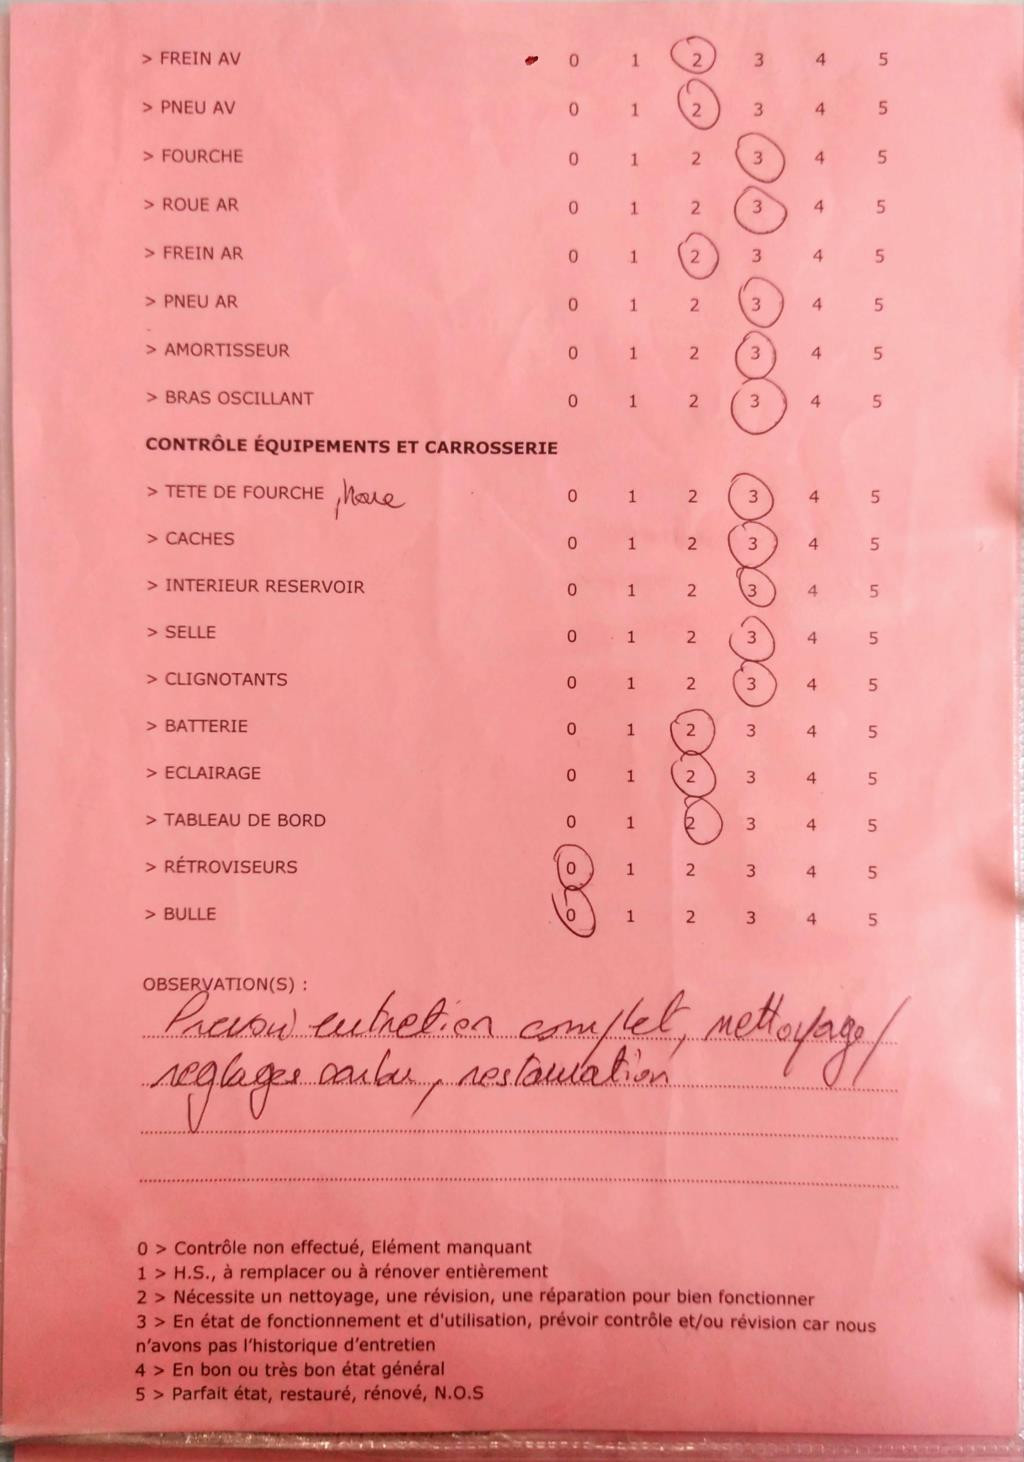 > FREIN AV 0 1 2 3 4 5
> PNEU AV 0 1 2 3 4 5
> FOURCHE 0 1 2 3 4 5
> ROUE AR 0 1 2 3 4 5
> FREIN AR 0 1 2 3 4 5
> PNEU AR 0 1 2 3 4 5
> AMORTISSEUR 0 1 2 3 4 5
> BRAS OSCILLANT 0 1 2 3 4 5
CONTRÔLE ÉQUIPEMENTS ET CARROSSERIE
> TETE DE FOURCHE 0 1 2 3 4 5
> CACHES 0 1 2 3 4 5
> INTERIEUR RESERVOIR 0 1 2 3 4 5
> SELLE 0 1 2 3 4 5
> CLIGNOTANTS 0 1 2 3 4 5
> BATTERIE 0 1 2 3 4 5
> ECLAIRAGE 0 1 2 3 4 5
> TABLEAU DE BORD 0 1 2 3 4 5
> RÉTROVISEURS 0 1 2 3 4 5
> BULLE 0 1 2 3 4 5
OBSERVATION(S) :
Prevoir entretien complet, nettoyage/
reglages carbu, restauration
0 > Contrôle non effectué, Elément manquant
1 > H.S., à remplacer ou à rénover entièrement
2 > Nécessite un nettoyage, une révision, une réparation pour bien fonctionner
3 > En état de fonctionnement et d'utilisation, prévoir contrôle et/ou révision car nous
n'avons pas l'historique d'entretien
4 > En bon ou très bon état général
5 > Parfait état, restauré, rénové, N.O.S